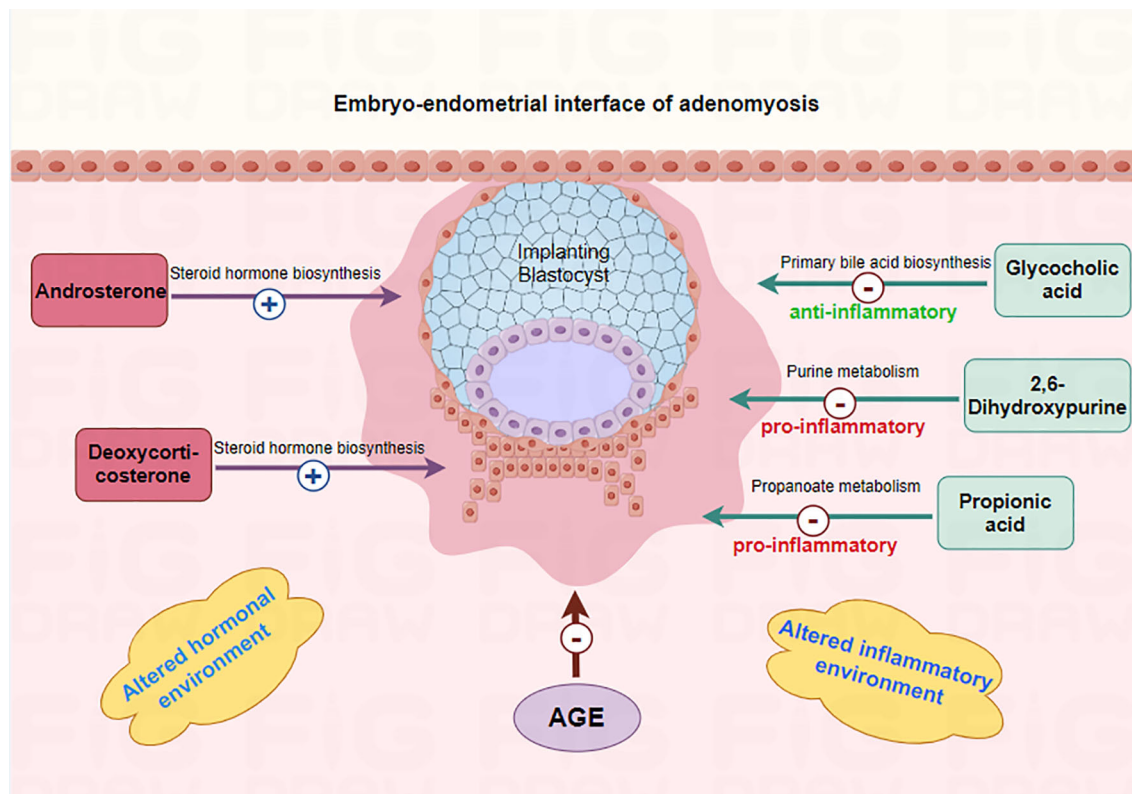 Embryo-endometrial interface of adenomyosis
Implanting
Blastocyst
Androsterone
Steroid hormone biosynthesis
+
Deoxycorti-
costerone
Steroid hormone biosynthesis
+
Primary bile acid biosynthesis
-
anti-inflammatory
Glycocholic
acid
Purine metabolism
-
pro-inflammatory
2,6-
Dihydroxypurine
Propanoate metabolism
-
pro-inflammatory
Propionic
acid
Altered hormonal
environment
-
AGE
Altered inflammatory
environment
FiG
DRAW